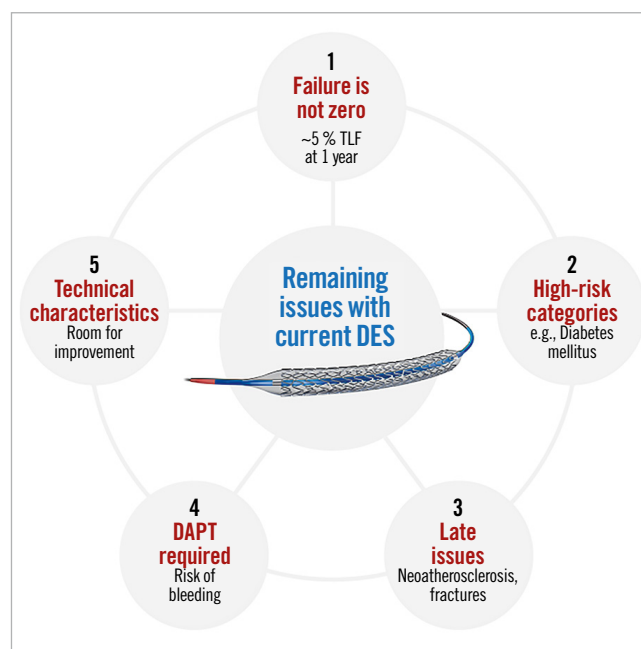 1
Failure is
not zero
~5 % TLF
at 1 year
2
High-risk
categories
e.g., Diabetes
mellitus
3
Late
issues
Neoatherosclerosis,
fractures
4
DAPT
required
Risk of
bleeding
5
Technical
characteristics
Room for
improvement
Remaining
issues with
current DES